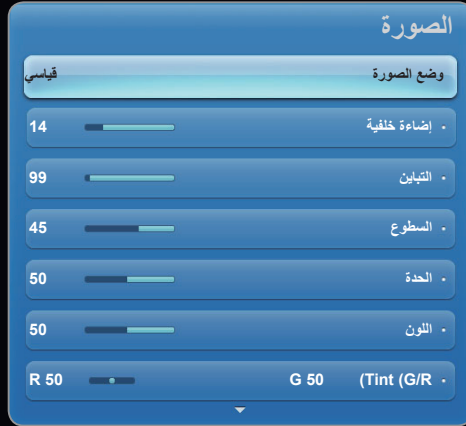 الصورة
وضع الصورة قياسي
· إضاءة خلفية 14
· التباين 99
· السطوع 45
· الحدة 50
· اللون 50
· (Tint (G/R G 50 R 50